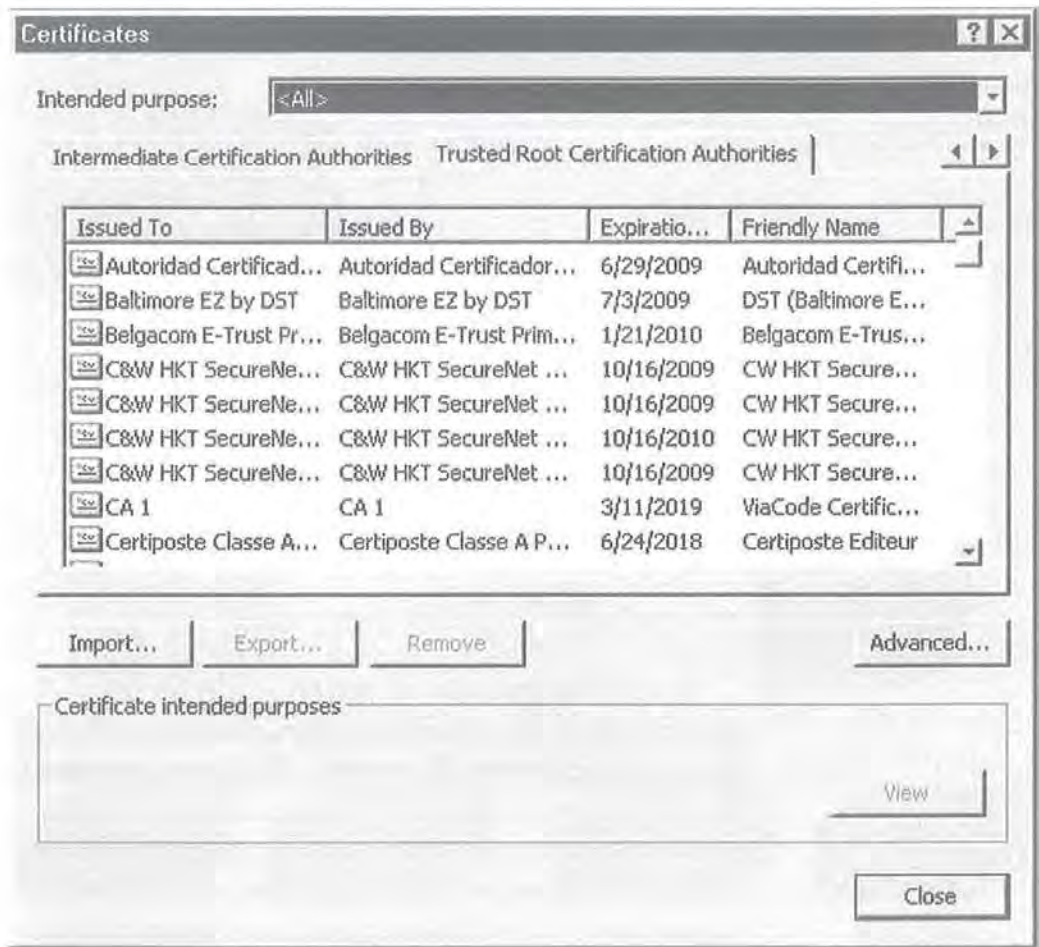 Certificates
Intended purpose: <All>
Intermediate Certification Authorities Trusted Root Certification Authorities
Issued To Issued By Expiratio... Friendly Name
Autoridad Certificad... Autoridad Certificador... 6/29/2009 Autoridad Certifi...
Baltimore EZ by DST Baltimore EZ by DST 7/3/2009 DST (Baltimore E...
Belgacom E-Trust Pr... Belgacom E-Trust Prim... 1/21/2010 Belgacom E-Trus...
C&W HKT SecureNe... C&W HKT SecureNet ... 10/16/2009 CW HKT Secure...
C&W HKT SecureNe... C&W HKT SecureNet ... 10/16/2009 CW HKT Secure...
C&W HKT SecureNe... C&W HKT SecureNet ... 10/16/2010 CW HKT Secure...
C&W HKT SecureNe... C&W HKT SecureNet ... 10/16/2009 CW HKT Secure...
CA 1 CA 1 3/11/2019 ViaCode Certific...
Certiposte Classe A... Certiposte Classe A P... 6/24/2018 Certiposte Editeur
Import... Export... Remove Advanced...
Certificate intended purposes
View
Close